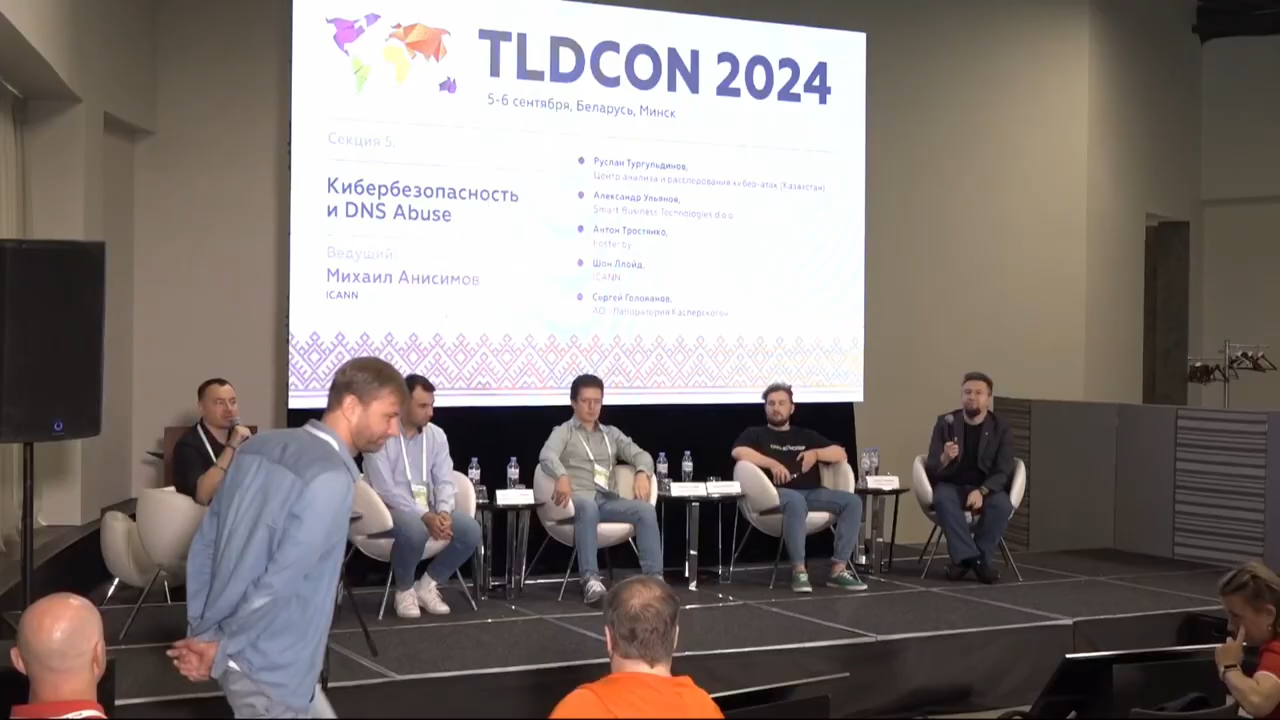 TLDCON 2024
5-6 сентября, Беларусь, Минск
Секция 5.
Кибербезопасность
и DNS Abuse
Ведущий:
Михаил Анисимов
ICANN
Руслан Тургульдинов,
Центр анализа и расследования кибер-атак (Казахстан)
Александр Ульянов,
Smart Business Technologies d.o.o.
Антон Тростянко,
hoster.by
Шон Ллойд,
ICANN
Сергей Голованов,
АО «Лаборатория Касперского»